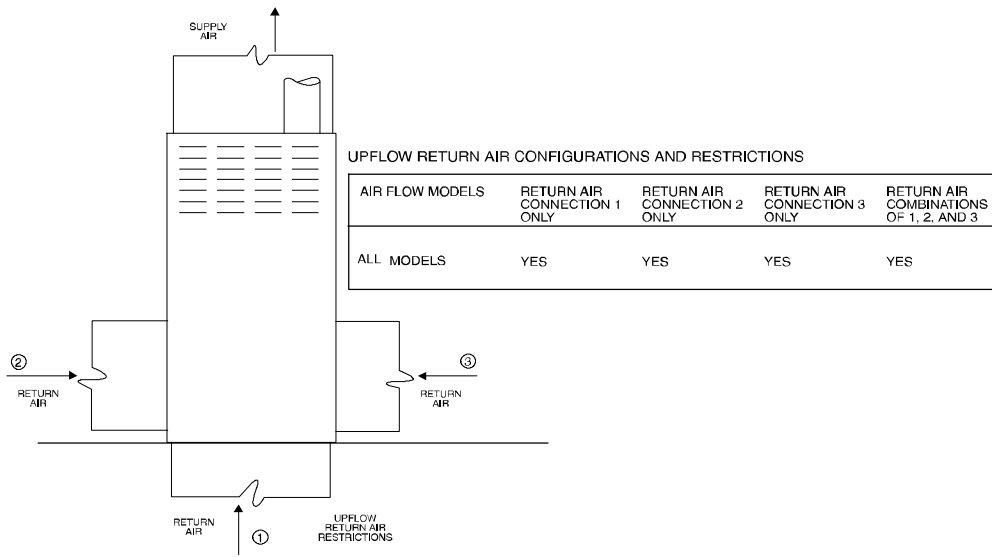 SUPPLY
AIR
UPFLOW RETURN AIR CONFIGURATIONS AND RESTRICTIONS
AIR FLOW MODELS
RETURN AIR
CONNECTION 1
ONLY
RETURN AIR
CONNECTION 2
ONLY
RETURN AIR
CONNECTION 3
ONLY
RETURN AIR
COMBINATIONS
OF 1, 2, AND 3
ALL MODELS
YES
YES
YES
YES
2
RETURN
AIR
3
RETURN
AIR
RETURN
AIR
1
UPFLOW
RETURN AIR
RESTRICTIONS